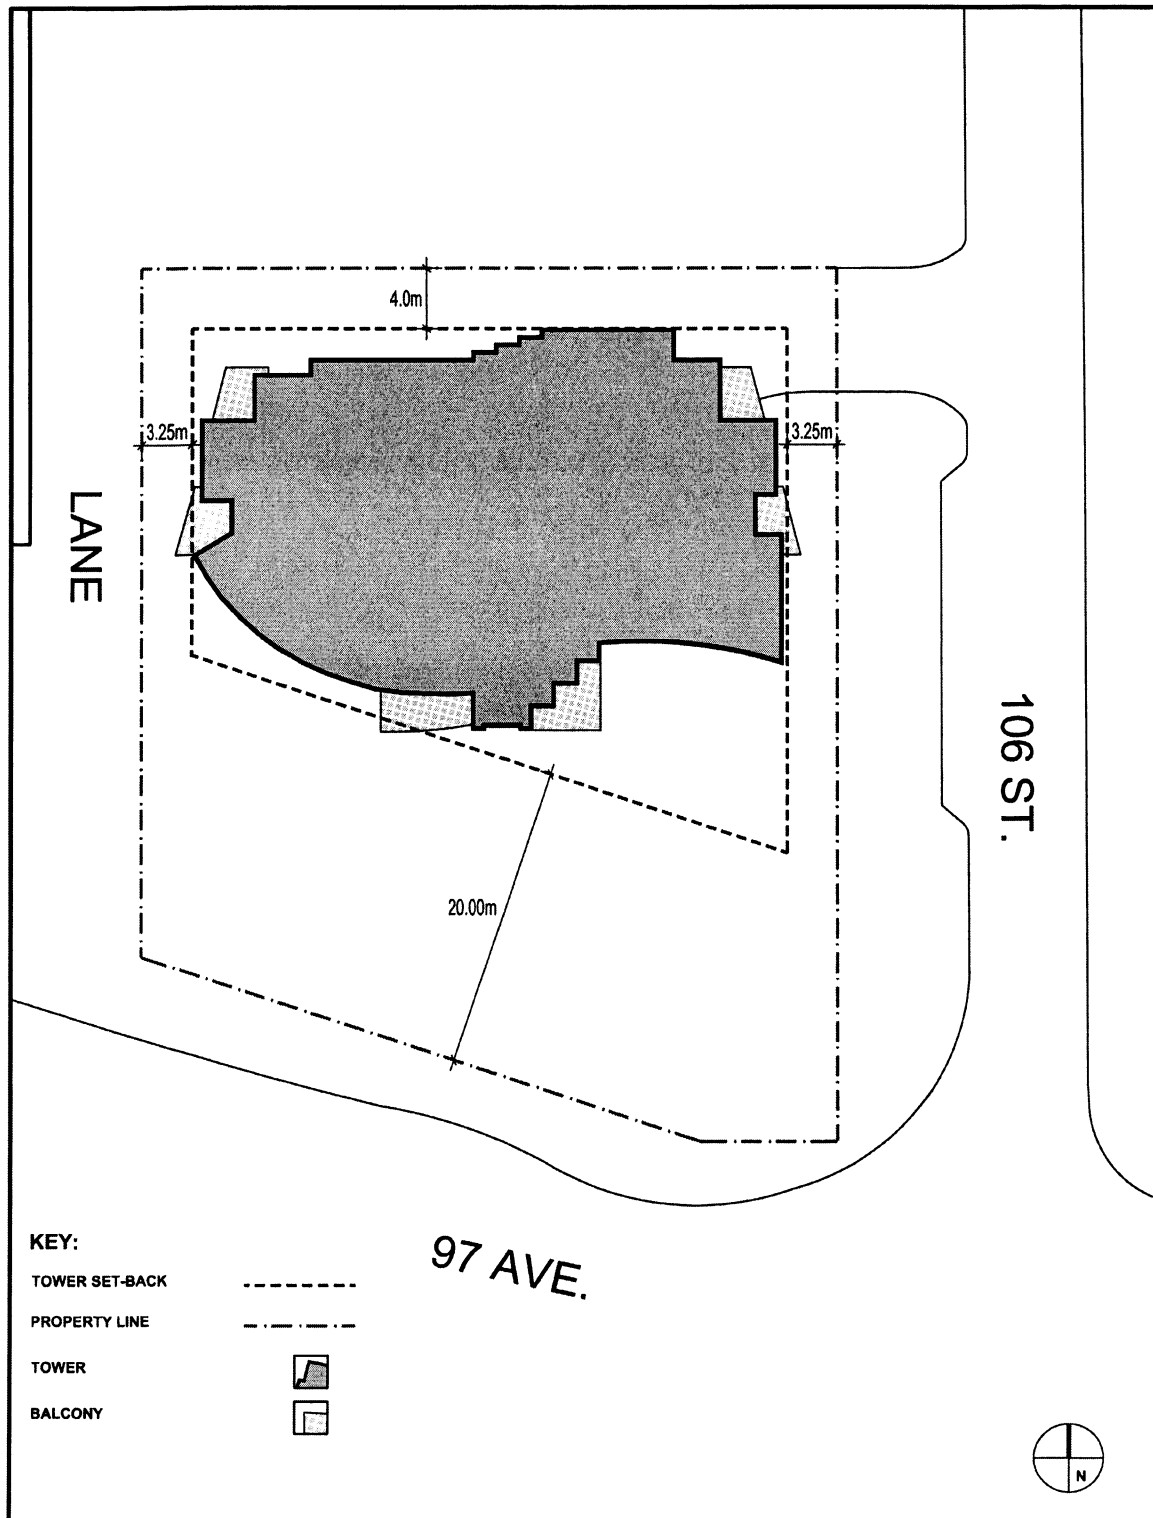 4.0m
3.25m
3.25m
LANE
106 ST.
20.00m
97 AVE.
KEY:
TOWER SET-BACK
PROPERTY LINE
TOWER
BALCONY
N